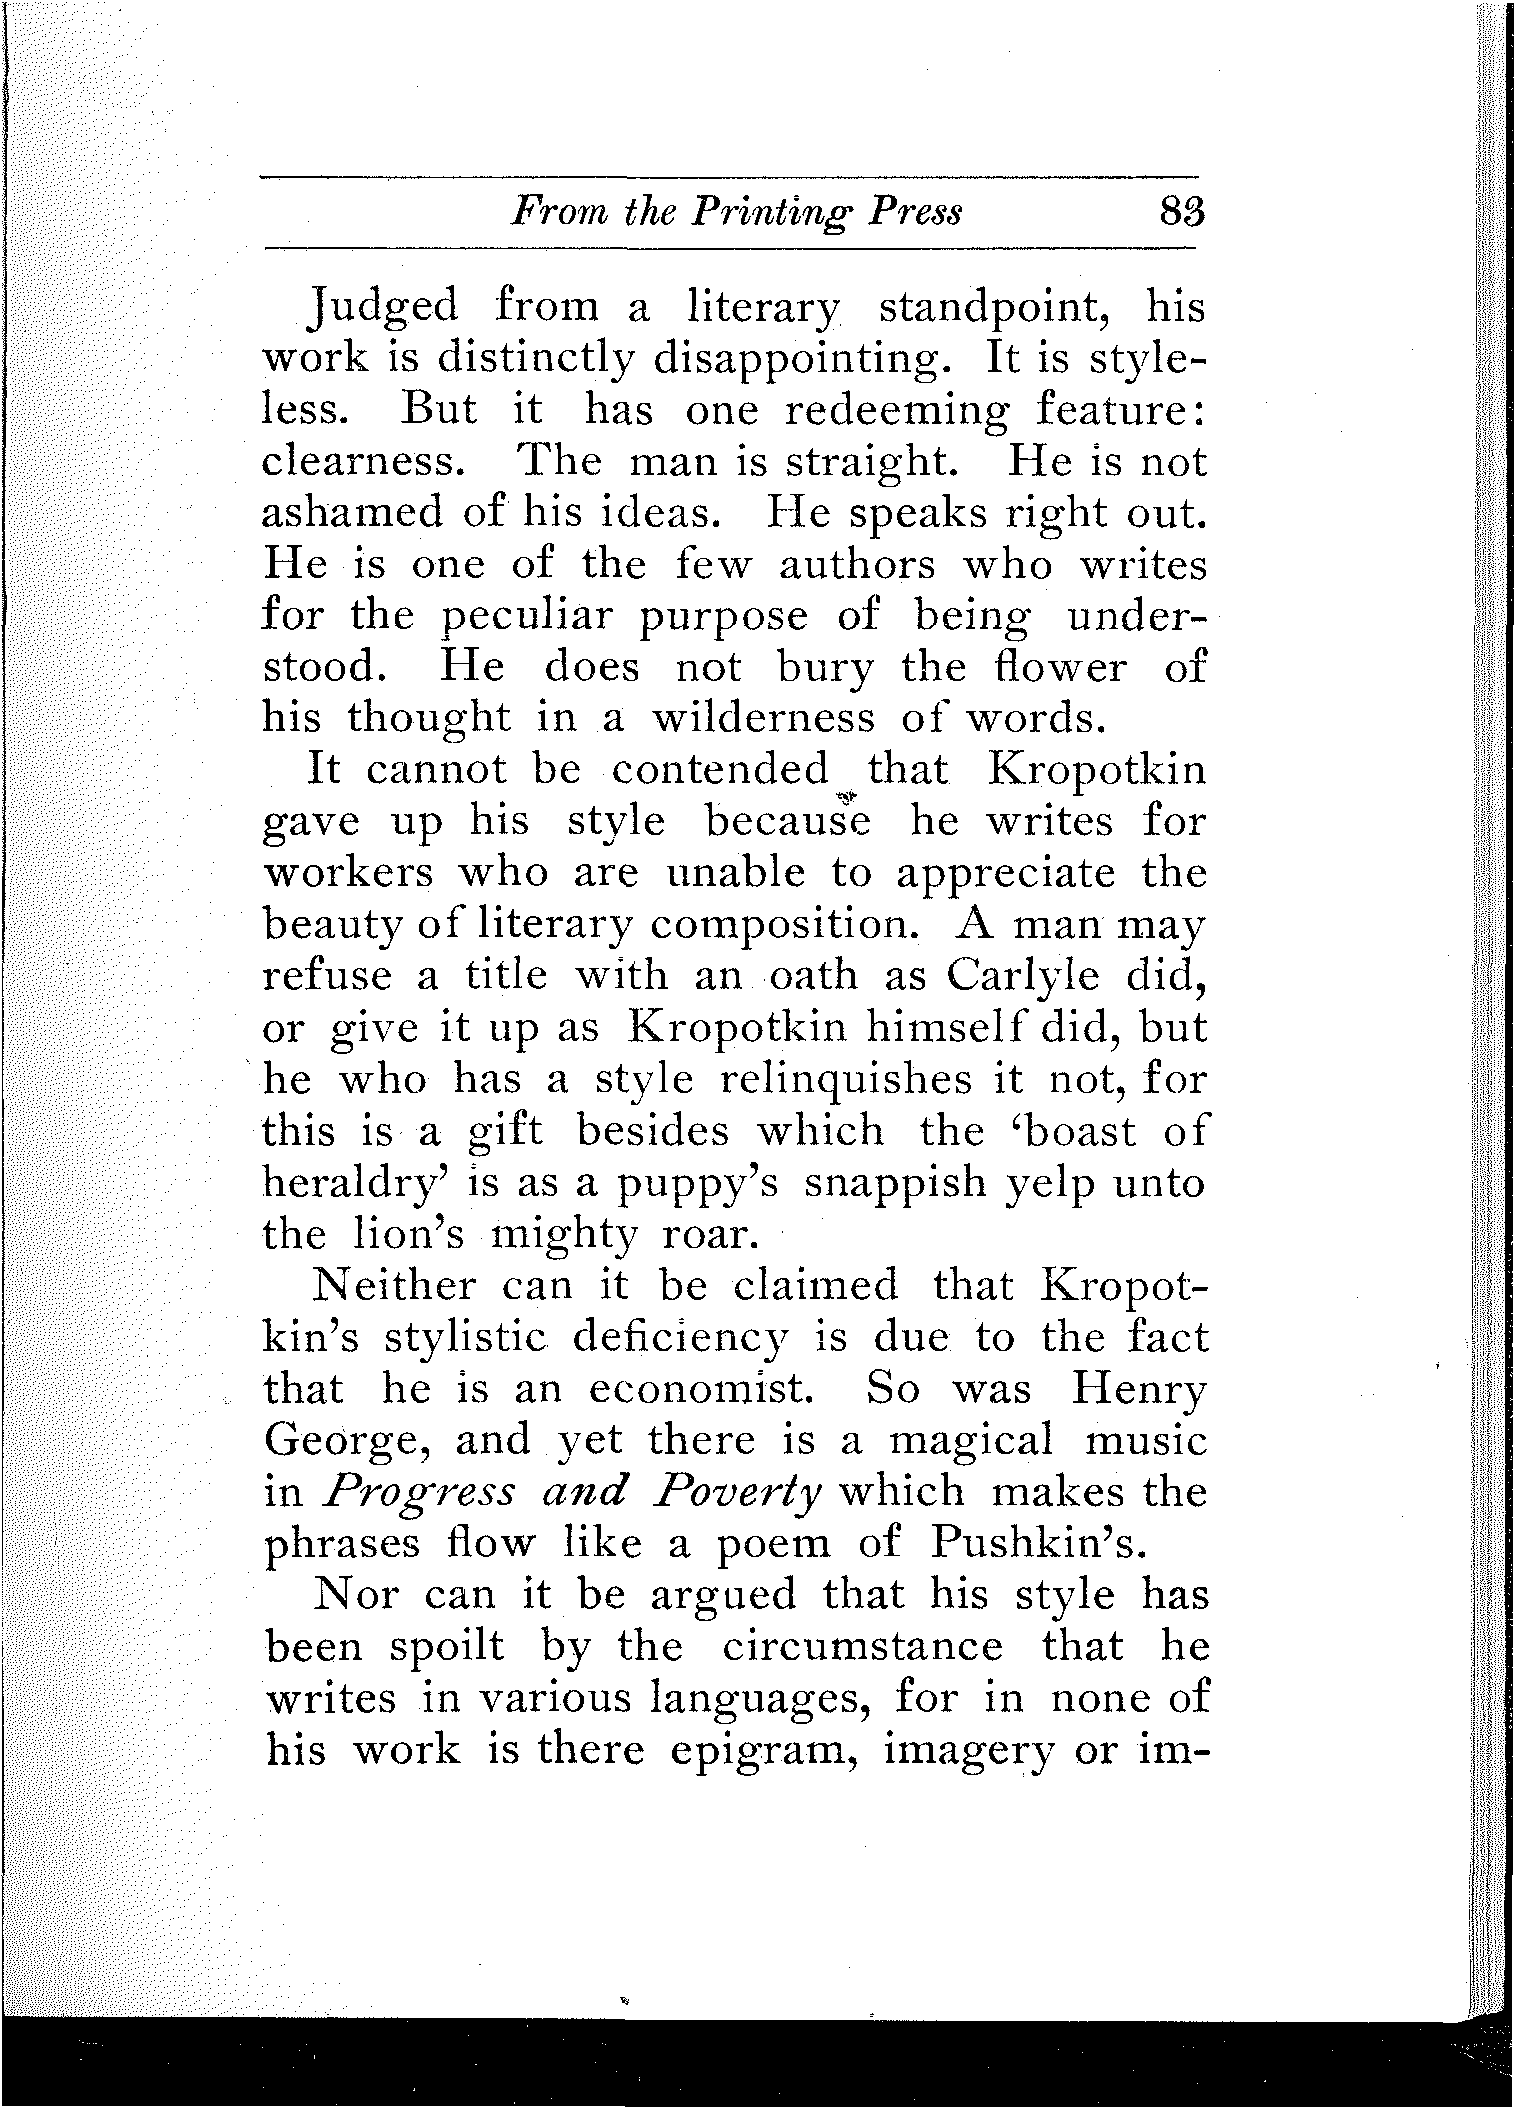 From the Printing Press 83
Judged from a literary standpoint, his
work is distinctly disappointing. It is style-
less. But it has one redeeming feature:
clearness. The man is straight. He is not
ashamed of his ideas. He speaks right out.
He is one of the few authors who writes
for the peculiar purpose of being under-
stood. He does not bury the flower of
his thought in a wilderness of words.
It cannot be contended that Kropotkin
gave up his style because he writes for
workers who are unable to appreciate the
beauty of literary composition. A man may
refuse a title with an oath as Carlyle did,
or give it up as Kropotkin himself did, but
he who has a style relinquishes it not, for
this is a gift besides which the ‘boast of
heraldry’ is as a puppy’s snappish yelp unto
the lion’s mighty roar.
Neither can it be claimed that Kropot-
kin’s stylistic deficiency is due to the fact
that he is an economist. So was Henry
George, and yet there is a magical music
in Progress and Poverty which makes the
phrases flow like a poem of Pushkin’s.
Nor can it be argued that his style has
been spoilt by the circumstance that he
writes in various languages, for in none of
his work is there epigram, imagery or im-